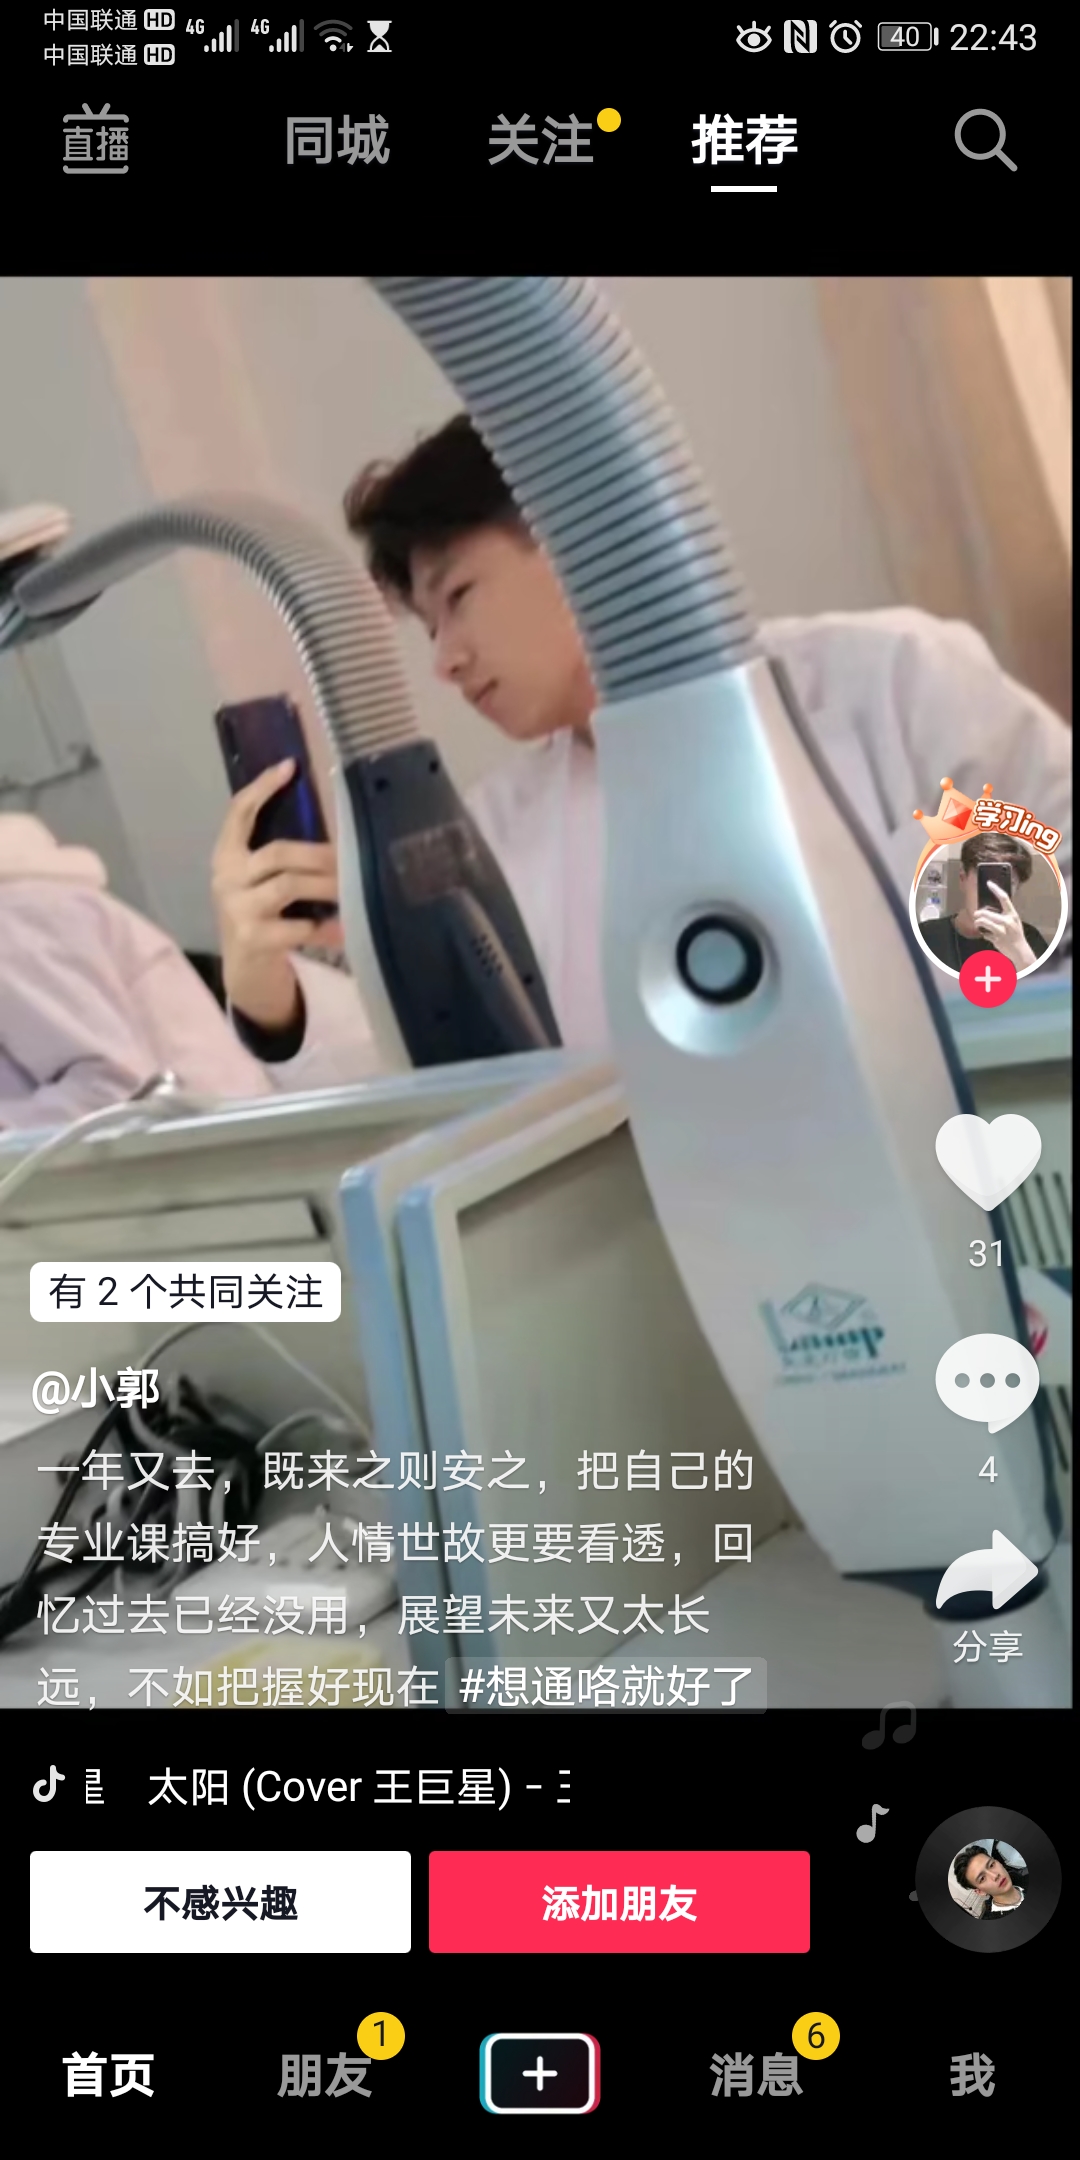 中国联通 HD 4G 4G 40 22:43
中国联通 HD
直播 同城 关注 推荐
学习ing
31
有 2 个共同关注
@小郭
4
一年又去，既来之则安之，把自己的
专业课搞好，人情世故更要看透，回
忆过去已经没用，展望未来又太长
远，不如把握好现在 #想通咯就好了
分享
太阳 (Cover 王巨星) -
不感兴趣 添加朋友
首页 朋友 1 消息 6 我